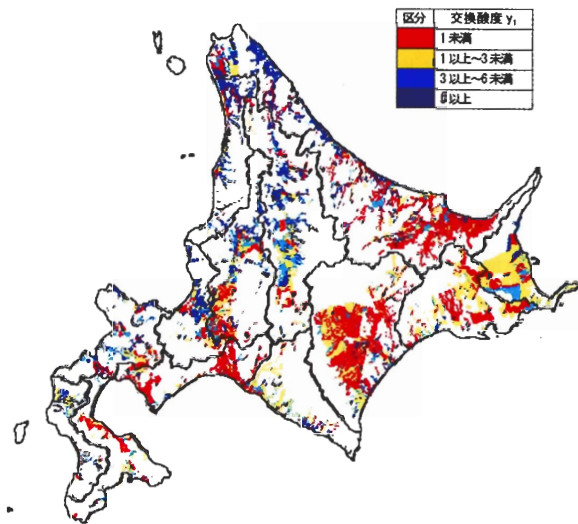 区分 交換酸度 y₁
1未満
1以上～3未満
3以上～6未満
6以上